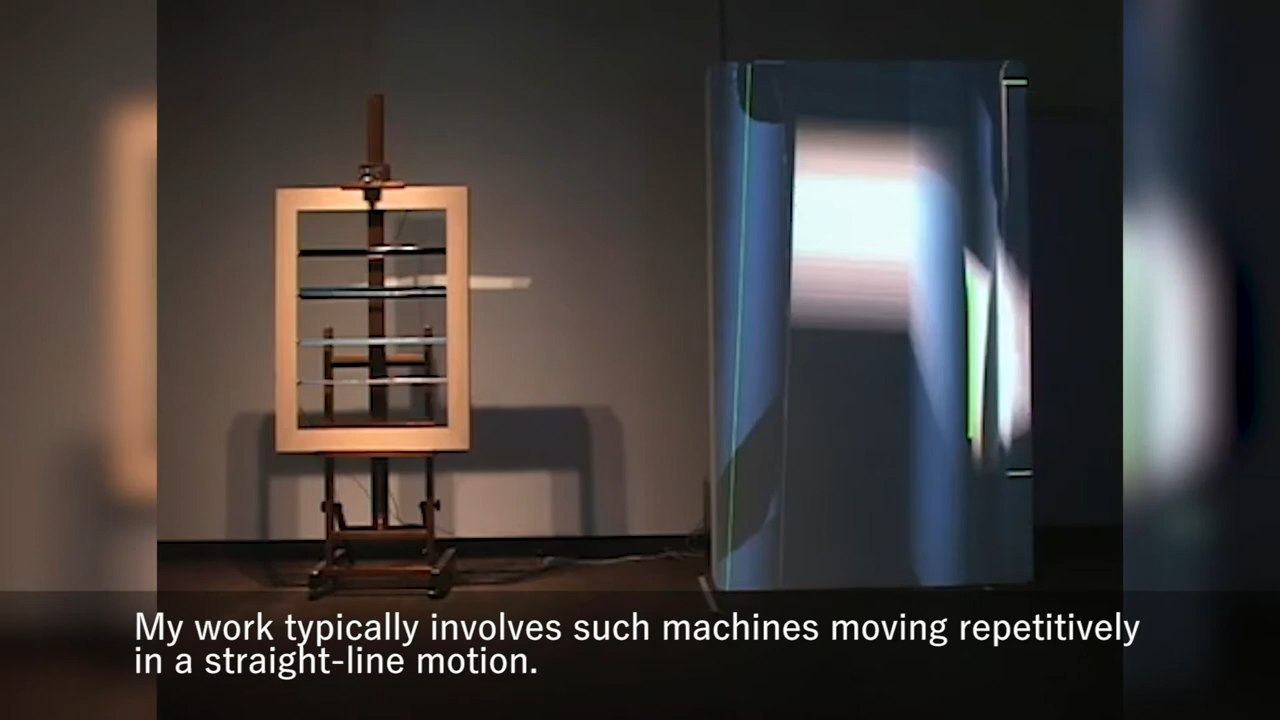 My work typically involves such machines moving repetitively
in a straight-line motion.